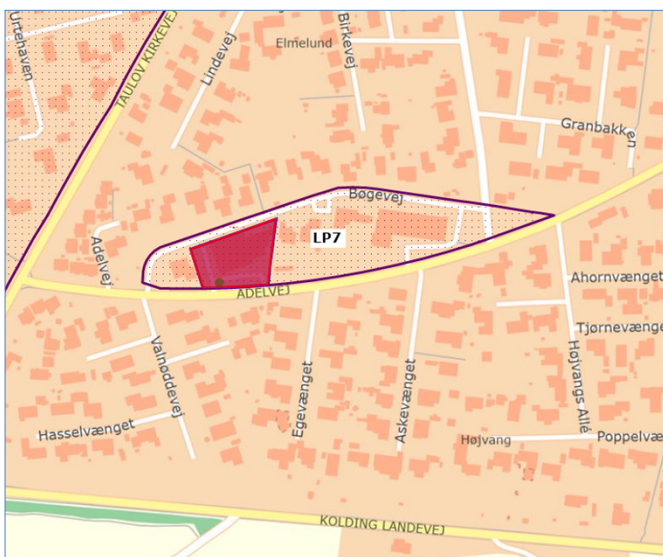 Urtehaven
TAULOV KIRKEVEJ
Lindevej
Elmelund
Birkevej
Granbakken
Bøgevej
LP7
Adelvej
ADELVEJ
Ahornvænget
Tjørnevænge
Valnøddevej
Egevænget
Askevænget
Højvangs Allé
Hasselvænget
Højvang
Poppelvæ
KOLDING LANDEVEJ